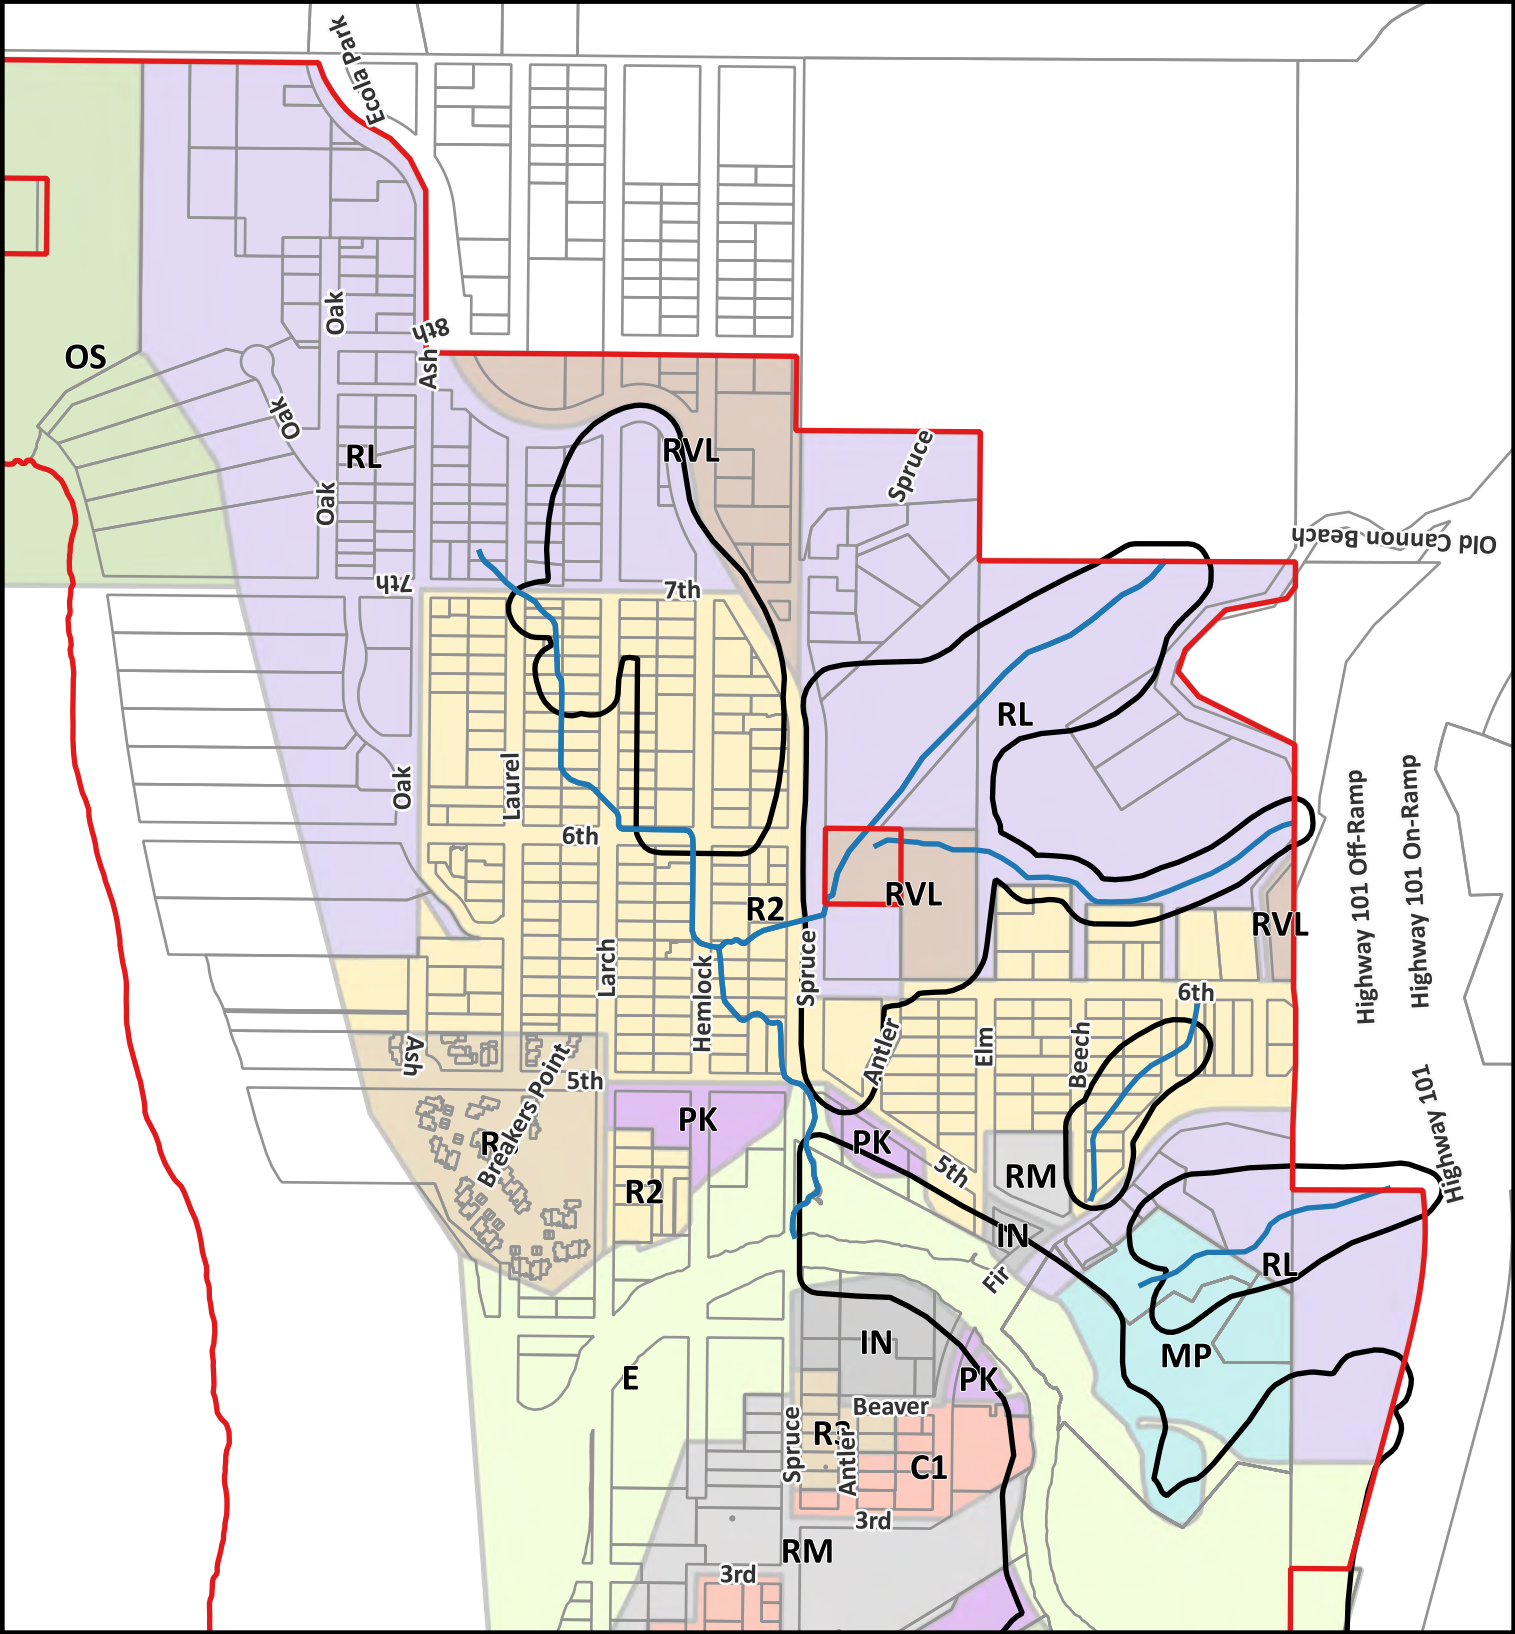 Ecola Park
Oak
8th
OS
Ash
Oak
RL
RVL
Spruce
Oak
Old Cannon Beach
7th
7th
RL
Laurel
Oak
Highway 101 Off-Ramp
Highway 101 On-Ramp
6th
RVL
R2
RVL
Larch
Hemlock
Spruce
6th
Ash
Breakers Point
5th
Antler
Elm
Beech
Highway 101
PK
PK
5th
RM
R2
IN
RL
Fir
IN
MP
E
PK
Beaver
Spruce
R3
Antler
C1
3rd
RM
3rd